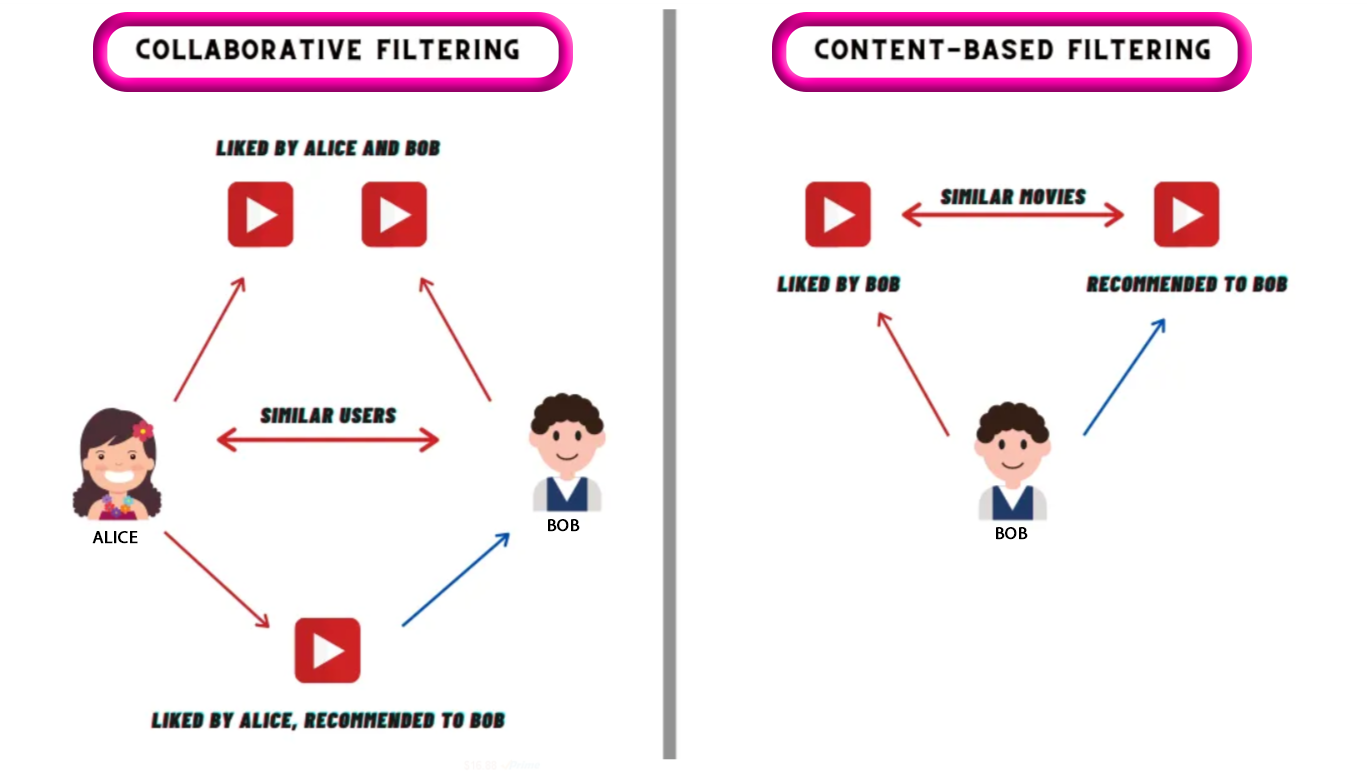 COLLABORATIVE FILTERING
LIKED BY ALICE AND BOB
SIMILAR USERS
ALICE
BOB
LIKED BY ALICE, RECOMMENDED TO BOB
CONTENT-BASED FILTERING
SIMILAR MOVIES
LIKED BY BOB
RECOMMENDED TO BOB
BOB